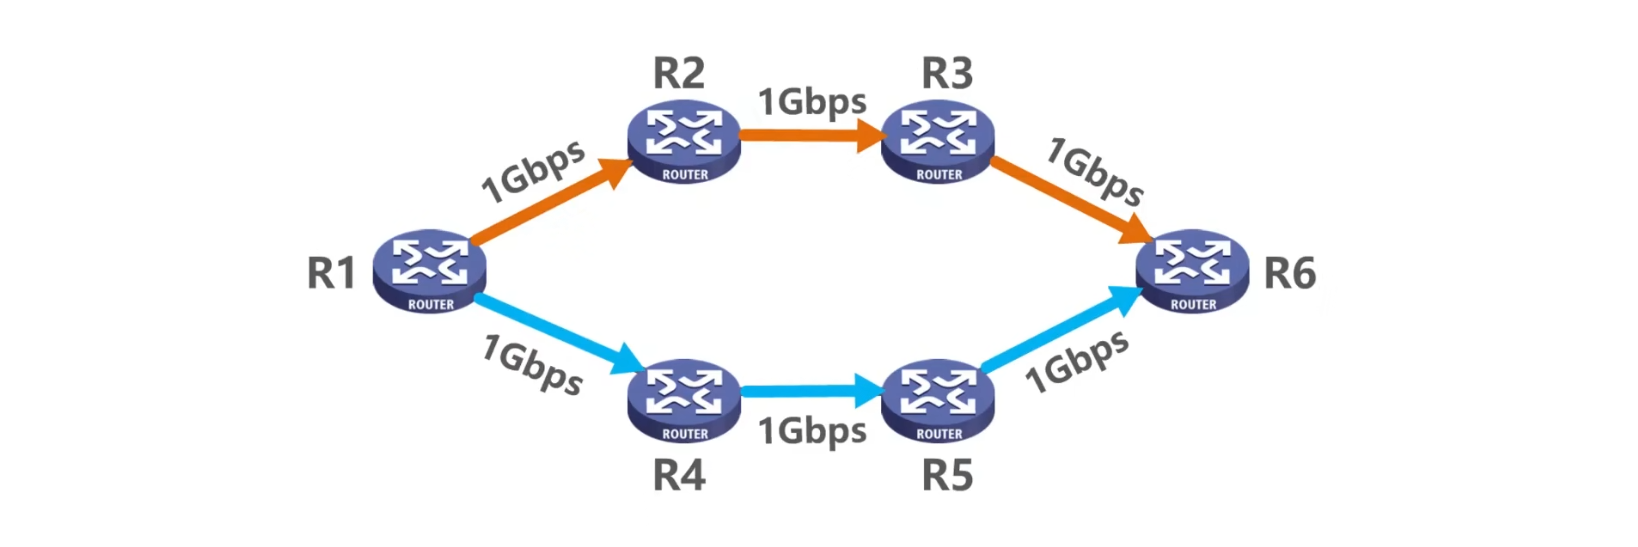 R2
R3
1Gbps
1Gbps
1Gbps
ROUTER
ROUTER
R1
R6
ROUTER
ROUTER
1Gbps
1Gbps
1Gbps
ROUTER
ROUTER
R4
R5